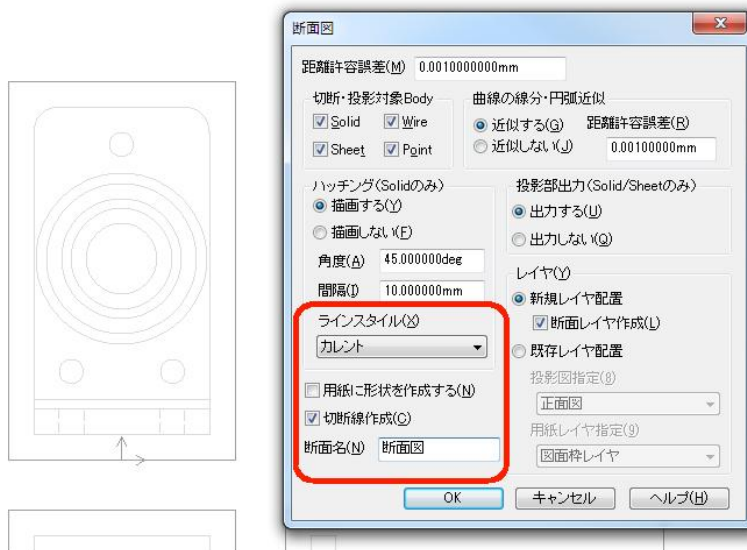 断面図
距離許容誤差(M) 0.0010000000mm
切断・投影対象Body
Solid Wire
Sheet Point
曲線の線分・円弧近似
近似する(G) 距離許容誤差(R)
近似しない(J) 0.00100000mm
ハッチング(Solidのみ)
描画する(Y)
描画しない(F)
角度(A) 45.000000deg
間隔(I) 10.000000mm
投影部出力(Solid/Sheetのみ)
出力する(U)
出力しない(Q)
ラインスタイル(X)
カレント
用紙に形状を作成する(N)
切断線作成(C)
断面名(N) 断面図
レイヤ(Y)
新規レイヤ配置
断面レイヤ作成(L)
既存レイヤ配置
投影図指定(8)
正面図
用紙レイヤ指定(9)
図面枠レイヤ
OK キャンセル ヘルプ(H)